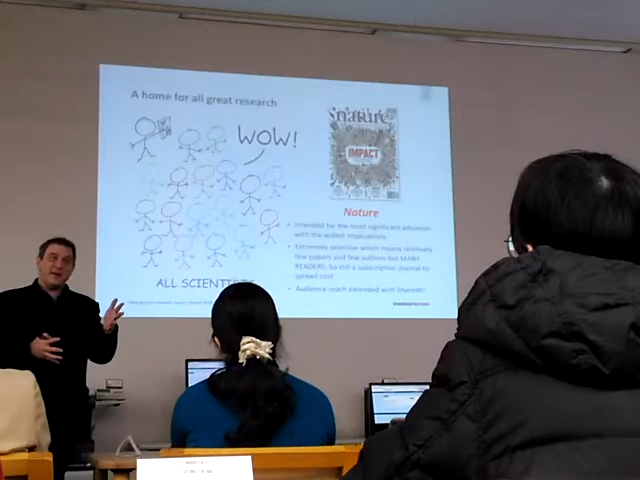 A home for all great research
WOW!
ALL SCIENTISTS
nature
IMPACT
Nature
• Intended for the most significant advances
with the widest implications.
• Extremely selective which means relatively
few papers and few authors but MANY
READERS. So still a subscription journal to
spread cost.
• Audience reach extended with